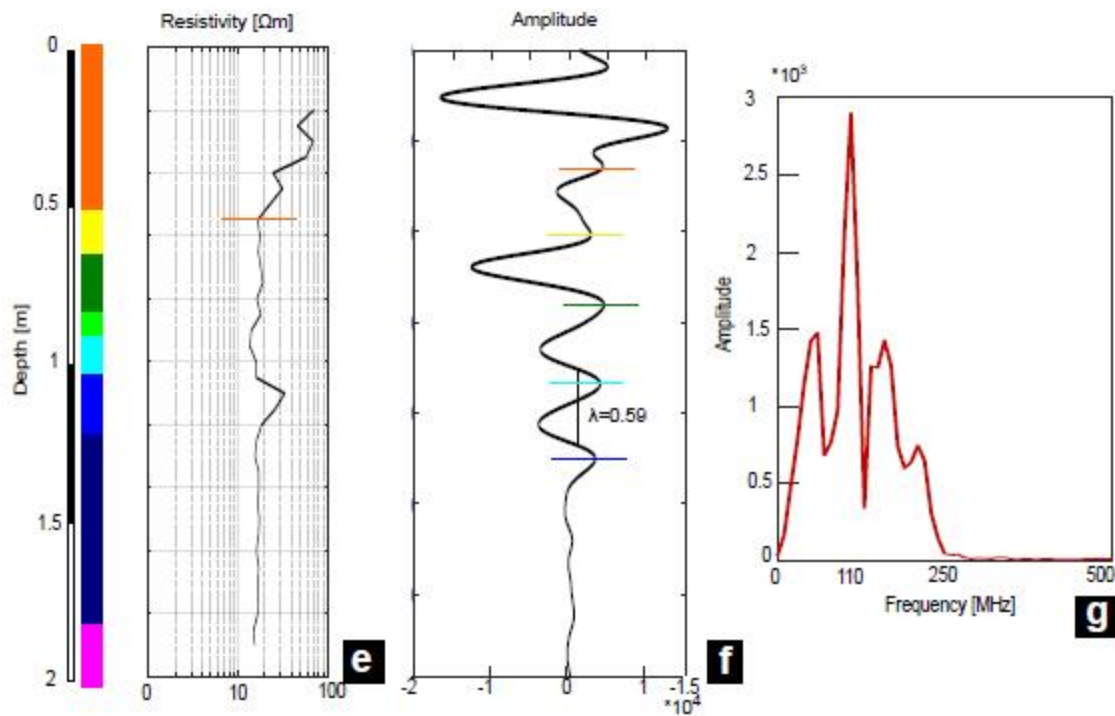 Resistivity [Ωm]
Amplitude
Depth [m]
0
0.5
1
1.5
2
0
10
100
e
λ=0.59
-2
-1
0
1
-1.5
*10⁴
f
*10³
Amplitude
3
2.5
2
1.5
1
0.5
0
0
110
250
500
Frequency [MHz]
g